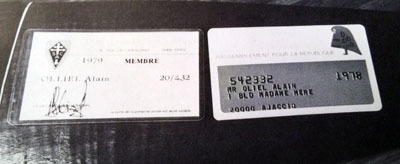 1979 MEMBRE
OLLIEL Alain 20/432
RASSEMBLEMENT POUR LA REPUBLIQUE
542332 1978
MR OLIEL ALAIN
1 BLD MADAME MERE
20000 AJACCIO